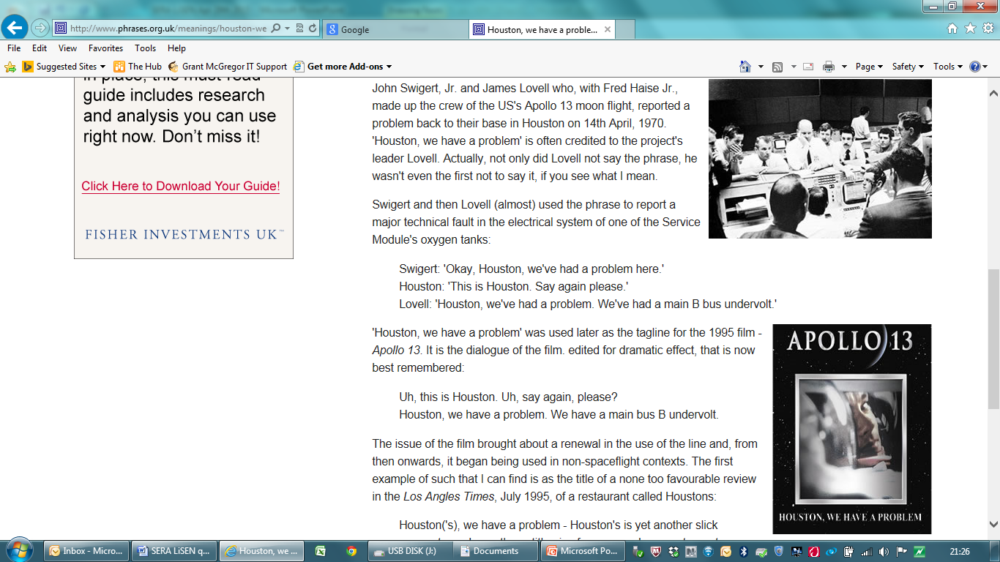 http://www.phrases.org.uk/meanings/houston-we
Google
Houston, we have a proble...
File Edit View Favorites Tools Help
Suggested Sites
The Hub
Grant McGregor IT Support
Get more Add-ons
Page
Safety
Tools
in place, this must-read
guide includes research
and analysis you can use
right now. Don’t miss it!
Click Here to Download Your Guide!
FISHER INVESTMENTS UK™
John Swigert, Jr. and James Lovell who, with Fred Haise Jr.,
made up the crew of the US's Apollo 13 moon flight, reported a
problem back to their base in Houston on 14th April, 1970.
'Houston, we have a problem' is often credited to the project's
leader Lovell. Actually, not only did Lovell not say the phrase, he
wasn't even the first not to say it, if you see what I mean.
Swigert and then Lovell (almost) used the phrase to report a
major technical fault in the electrical system of one of the Service
Module's oxygen tanks:
Swigert: 'Okay, Houston, we've had a problem here.'
Houston: 'This is Houston. Say again please.'
Lovell: 'Houston, we've had a problem. We've had a main B bus undervolt.'
'Houston, we have a problem' was used later as the tagline for the 1995 film -
Apollo 13. It is the dialogue of the film. edited for dramatic effect, that is now
best remembered:
Uh, this is Houston. Uh, say again, please?
Houston, we have a problem. We have a main bus B undervolt.
The issue of the film brought about a renewal in the use of the line and, from
then onwards, it began being used in non-spaceflight contexts. The first
example of such that I can find is as the title of a none too favourable review
in the Los Angles Times, July 1995, of a restaurant called Houstons:
Houston('s), we have a problem - Houston's is yet another slick
APOLLO 13
HOUSTON, WE HAVE A PROBLEM
Inbox - Micro...
SERA LiSEN q...
Houston, we ...
USB DISK (J:)
Documents
Microsoft Po...
21:26